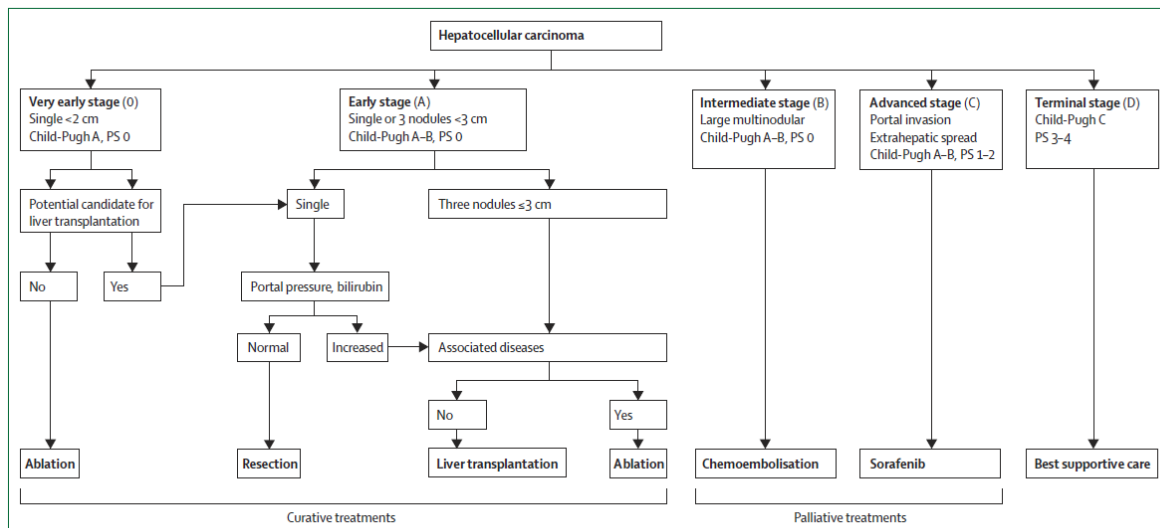 Hepatocellular carcinoma
Very early stage (0)
Single <2 cm
Child-Pugh A, PS 0
Early stage (A)
Single or 3 nodules <3 cm
Child-Pugh A–B, PS 0
Intermediate stage (B)
Large multinodular
Child-Pugh A–B, PS 0
Advanced stage (C)
Portal invasion
Extrahepatic spread
Child-Pugh A–B, PS 1–2
Terminal stage (D)
Child-Pugh C
PS 3–4
Potential candidate for
liver transplantation
Single
Three nodules ≤3 cm
No
Yes
Portal pressure, bilirubin
Normal
Increased
Associated diseases
No
Yes
Ablation
Resection
Liver transplantation
Ablation
Chemoembolisation
Sorafenib
Best supportive care
Curative treatments
Palliative treatments